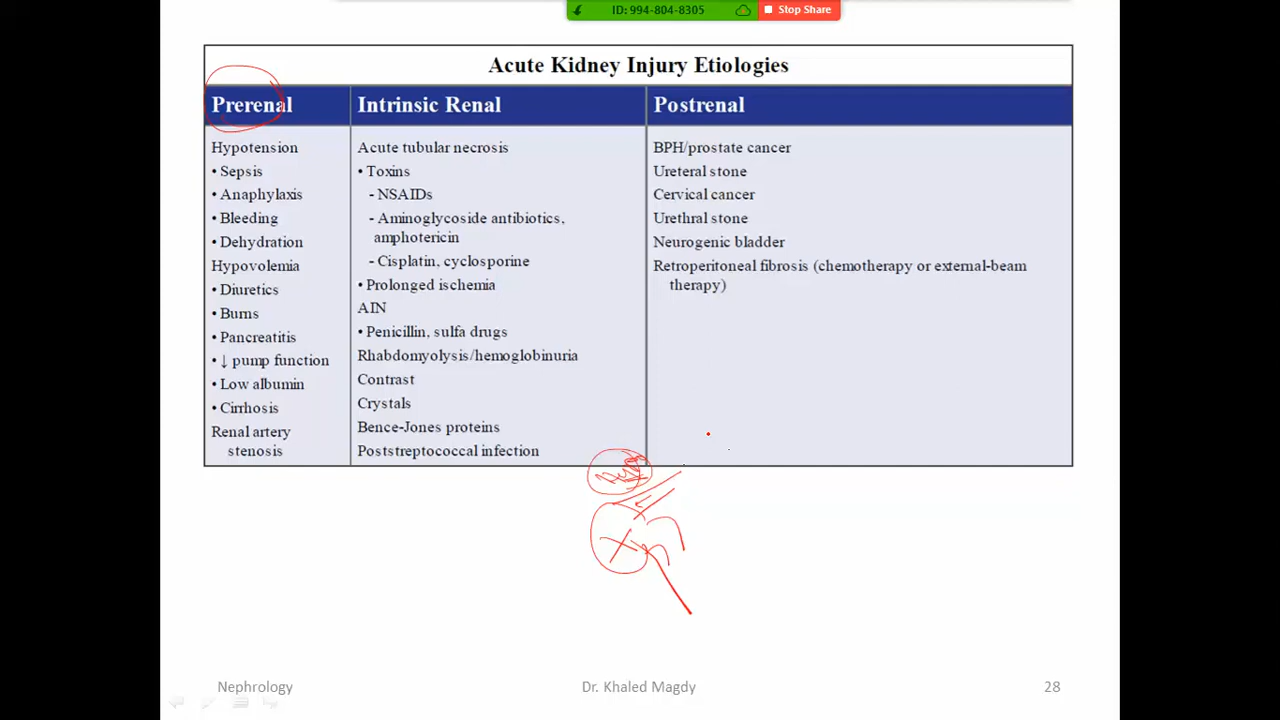 ID: 994-804-8305
Stop Share
Acute Kidney Injury Etiologies
Prerenal
Intrinsic Renal
Postrenal
Hypotension
• Sepsis
• Anaphylaxis
• Bleeding
• Dehydration
Hypovolemia
• Diuretics
• Burns
• Pancreatitis
• ↓ pump function
• Low albumin
• Cirrhosis
Renal artery
stenosis
Acute tubular necrosis
• Toxins
- NSAIDs
- Aminoglycoside antibiotics,
amphotericin
- Cisplatin, cyclosporine
• Prolonged ischemia
AIN
• Penicillin, sulfa drugs
Rhabdomyolysis/hemoglobinuria
Contrast
Crystals
Bence-Jones proteins
Poststreptococcal infection
BPH/prostate cancer
Ureteral stone
Cervical cancer
Urethral stone
Neurogenic bladder
Retroperitoneal fibrosis (chemotherapy or external-beam
therapy)
Nephrology
Dr. Khaled Magdy
28